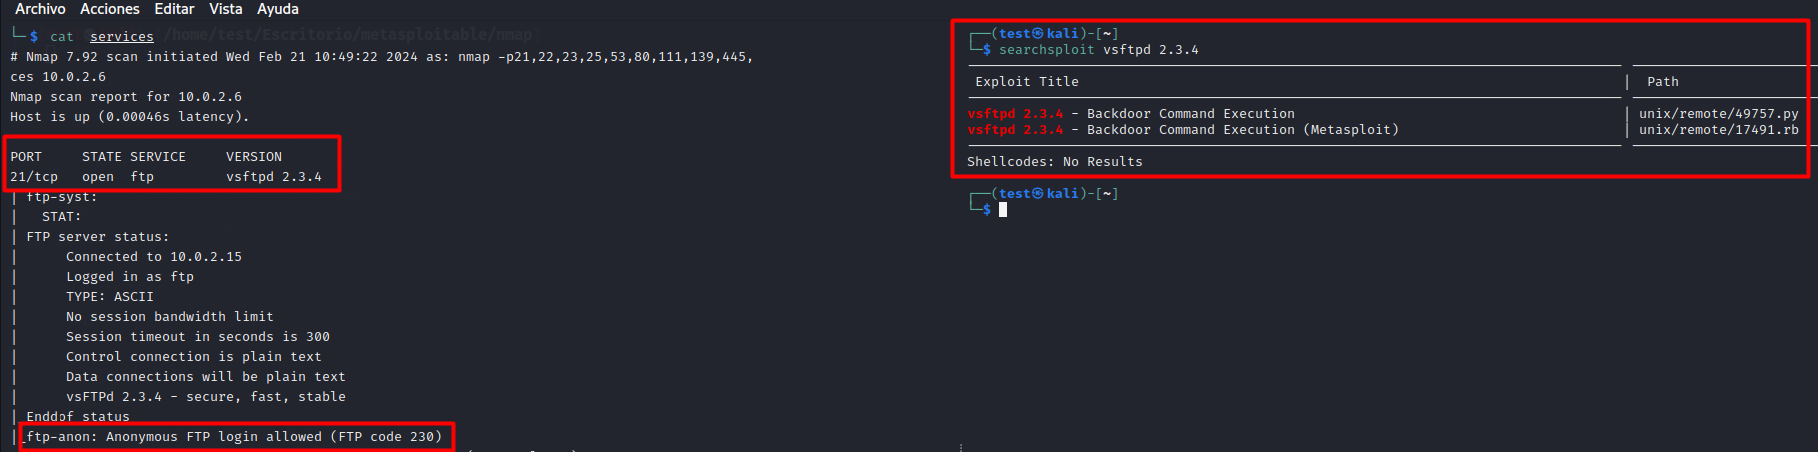 Archivo Acciones Editar Vista Ayuda
└─$ cat services /home/test/Escritorio/metasploitable/nmap
# Nmap 7.92 scan initiated Wed Feb 21 10:49:22 2024 as: nmap -p21,22,23,25,53,80,111,139,445,
ces 10.0.2.6
Nmap scan report for 10.0.2.6
Host is up (0.00046s latency).
PORT STATE SERVICE VERSION
21/tcp open ftp vsftpd 2.3.4
| ftp-syst:
| STAT:
| FTP server status:
| Connected to 10.0.2.15
| Logged in as ftp
| TYPE: ASCII
| No session bandwidth limit
| Session timeout in seconds is 300
| Control connection is plain text
| Data connections will be plain text
| vsFTPd 2.3.4 - secure, fast, stable
|_End of status
|_ftp-anon: Anonymous FTP login allowed (FTP code 230)
┌──(test㉿kali)-[~]
└─$ searchsploit vsftpd 2.3.4
Exploit Title | Path
vsftpd 2.3.4 - Backdoor Command Execution | unix/remote/49757.py
vsftpd 2.3.4 - Backdoor Command Execution (Metasploit) | unix/remote/17491.rb
Shellcodes: No Results
┌──(test㉿kali)-[~]
└─$